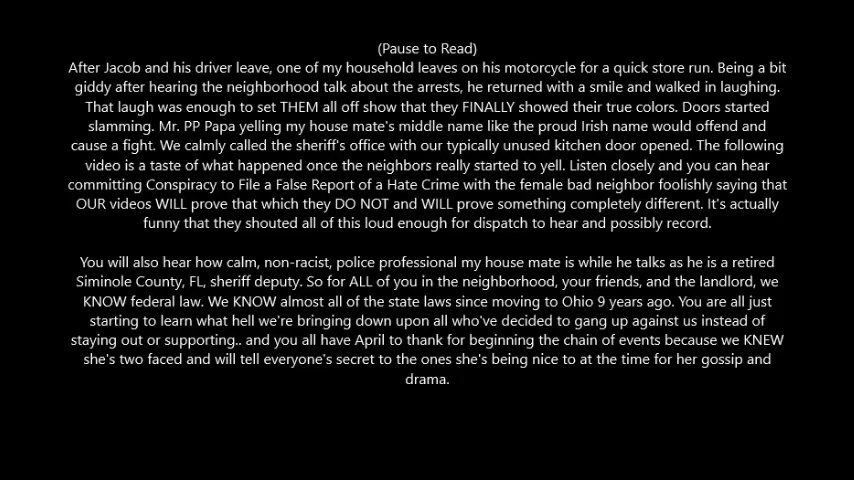 (Pause to Read)
After Jacob and his driver leave, one of my household leaves on his motorcycle for a quick store run. Being a bit
giddy after hearing the neighborhood talk about the arrests, he returned with a smile and walked in laughing.
That laugh was enough to set THEM all off show that they FINALLY showed their true colors. Doors started
slamming. Mr. PP Papa yelling my house mate's middle name like the proud Irish name would offend and
cause a fight. We calmly called the sheriff's office with our typically unused kitchen door opened. The following
video is a taste of what happened once the neighbors really started to yell. Listen closely and you can hear
committing Conspiracy to File a False Report of a Hate Crime with the female bad neighbor foolishly saying that
OUR videos WILL prove that which they DO NOT and WILL prove something completely different. It's actually
funny that they shouted all of this loud enough for dispatch to hear and possibly record.
You will also hear how calm, non-racist, police professional my house mate is while he talks as he is a retired
Siminole County, FL, sheriff deputy. So for ALL of you in the neighborhood, your friends, and the landlord, we
KNOW federal law. We KNOW almost all of the state laws since moving to Ohio 9 years ago. You are all just
starting to learn what hell we're bringing down upon all who've decided to gang up against us instead of
staying out or supporting.. and you all have April to thank for beginning the chain of events because we KNEW
she's two faced and will tell everyone's secret to the ones she's being nice to at the time for her gossip and
drama.